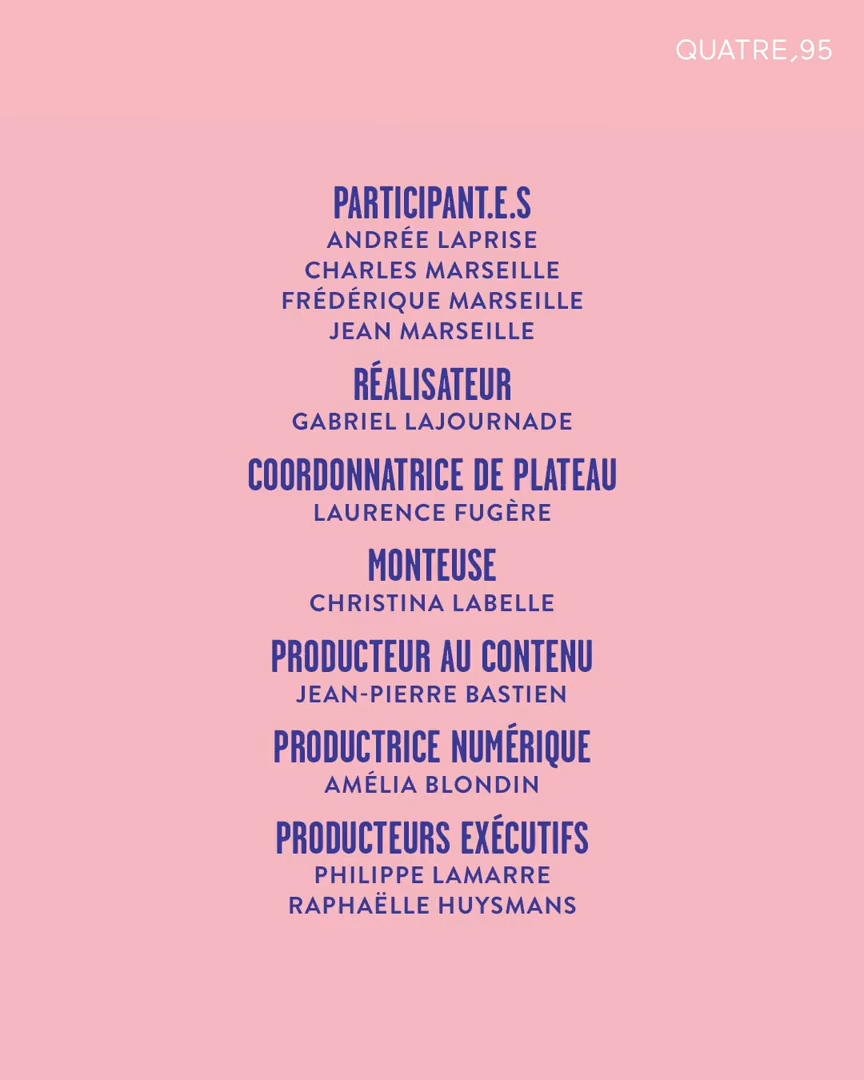 QUATRE,95
PARTICIPANT.E.S
ANDRÉE LAPRISE
CHARLES MARSEILLE
FRÉDÉRIQUE MARSEILLE
JEAN MARSEILLE
RÉALISATEUR
GABRIEL LAJOURNADE
COORDONNATRICE DE PLATEAU
LAURENCE FUGÈRE
MONTEUSE
CHRISTINA LABELLE
PRODUCTEUR AU CONTENU
JEAN-PIERRE BASTIEN
PRODUCTRICE NUMÉRIQUE
AMÉLIA BLONDIN
PRODUCTEURS EXÉCUTIFS
PHILIPPE LAMARRE
RAPHAËLLE HUYSMANS